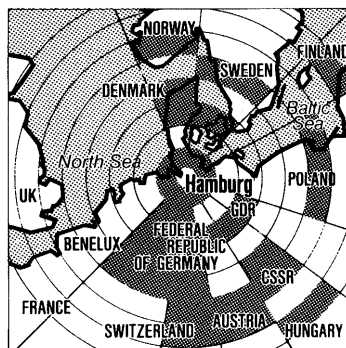 NORWAY
FINLAND
SWEDEN
DENMARK
Baltic
Sea
North Sea
Hamburg
POLAND
UK
GDR
BENELUX
FEDERAL
REPUBLIC
OF GERMANY
CSSR
FRANCE
AUSTRIA
SWITZERLAND
HUNGARY